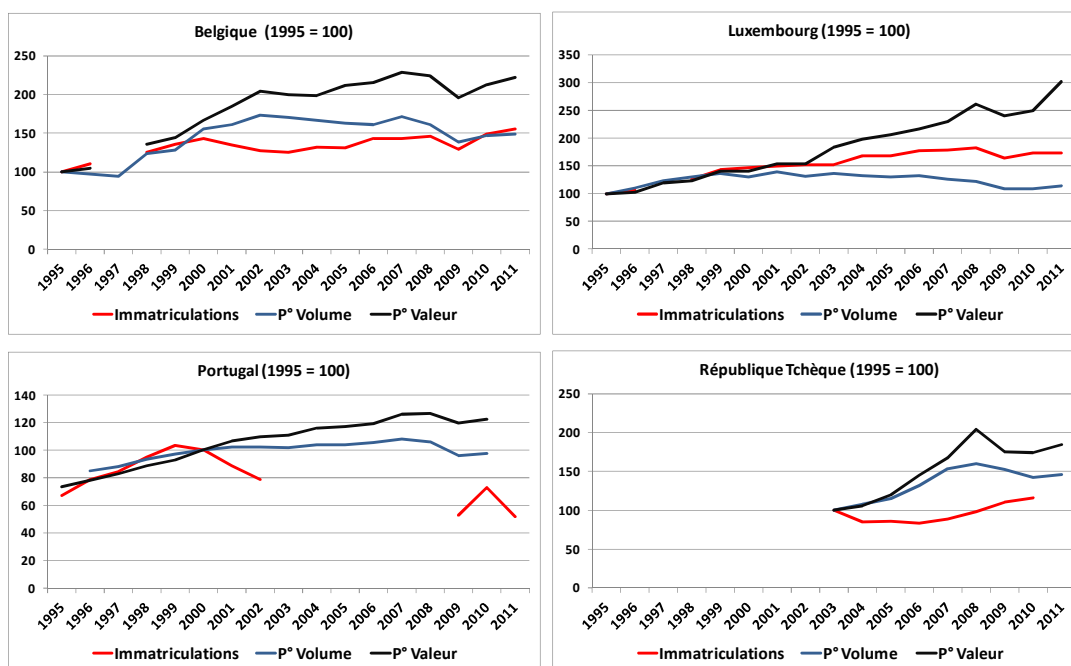 Belgique (1995 = 100)
250
200
150
100
50
0
1995 1996 1997 1998 1999 2000 2001 2002 2003 2004 2005 2006 2007 2008 2009 2010 2011
Immatriculations P° Volume P° Valeur
Luxembourg (1995 = 100)
350
300
250
200
150
100
50
0
1995 1996 1997 1998 1999 2000 2001 2002 2003 2004 2005 2006 2007 2008 2009 2010 2011
Immatriculations P° Volume P° Valeur
Portugal (1995 = 100)
140
120
100
80
60
40
20
0
1995 1996 1997 1998 1999 2000 2001 2002 2003 2004 2005 2006 2007 2008 2009 2010 2011
Immatriculations P° Volume P° Valeur
République Tchèque (1995 = 100)
250
200
150
100
50
0
1995 1996 1997 1998 1999 2000 2001 2002 2003 2004 2005 2006 2007 2008 2009 2010 2011
Immatriculations P° Volume P° Valeur